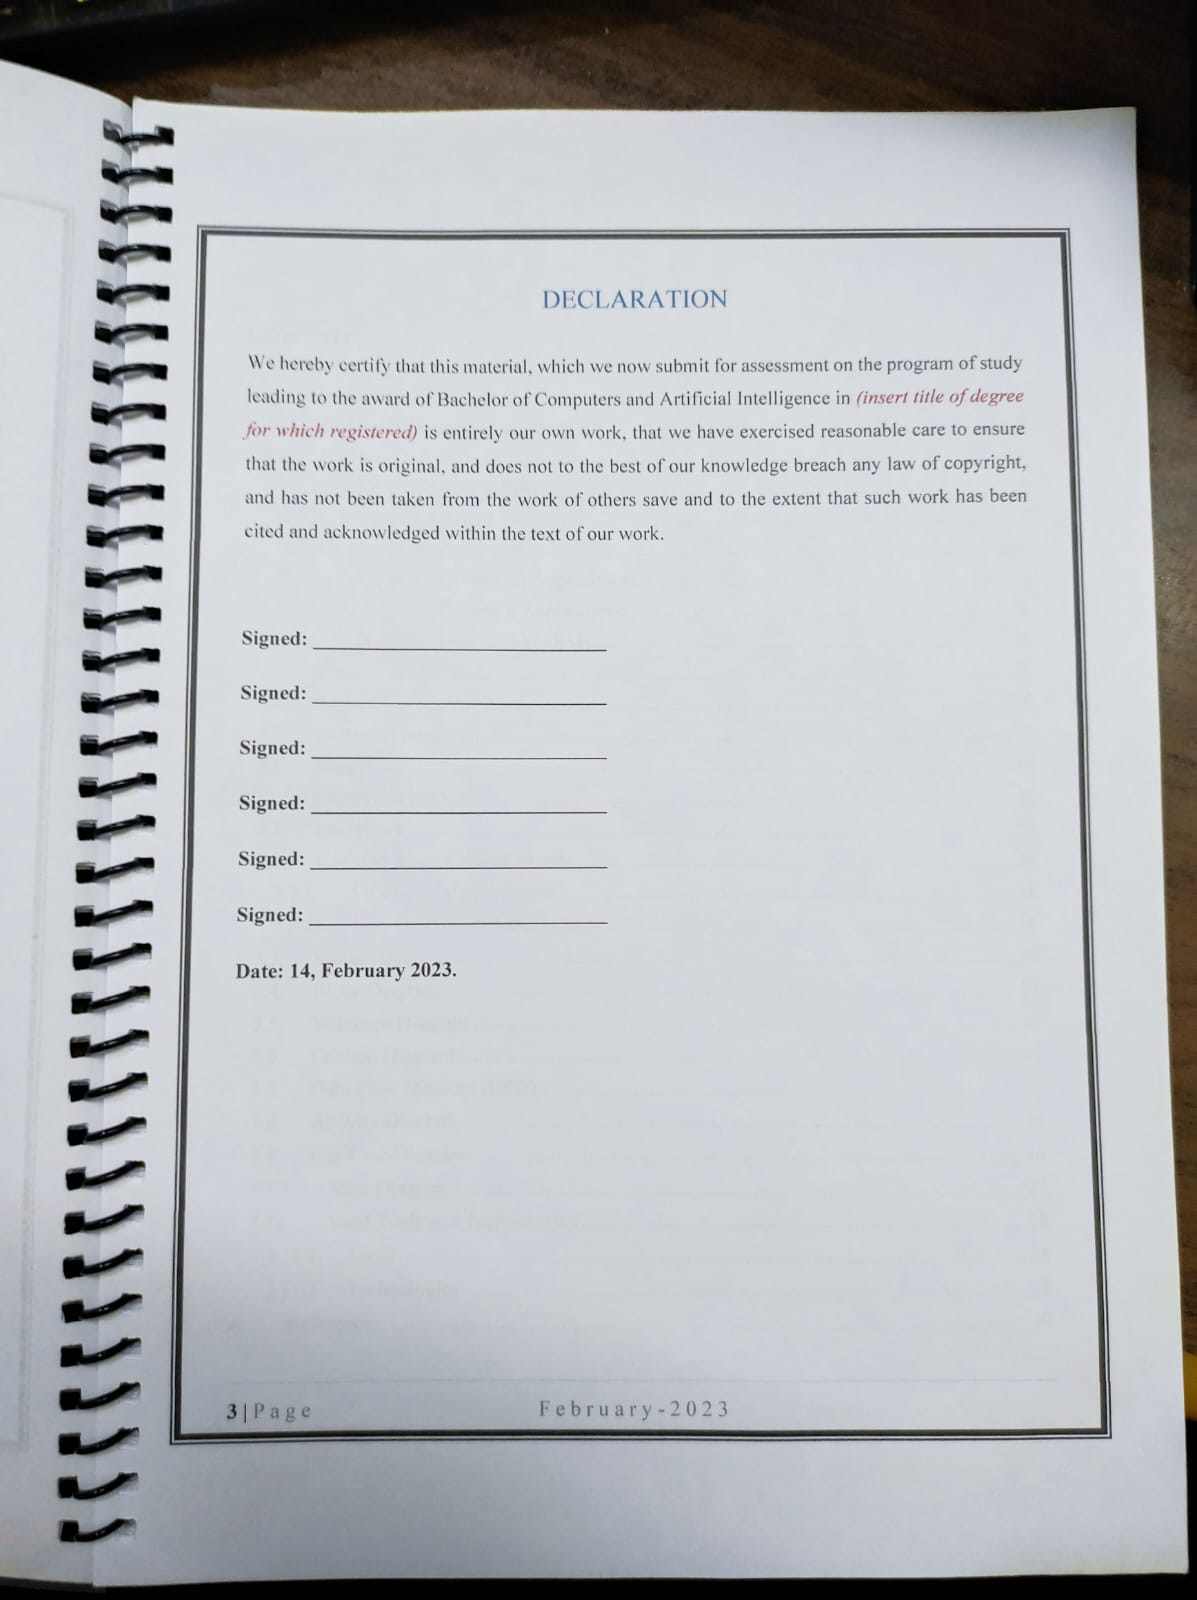 DECLARATION
We hereby certify that this material, which we now submit for assessment on the program of study
leading to the award of Bachelor of Computers and Artificial Intelligence in (insert title of degree
for which registered) is entirely our own work, that we have exercised reasonable care to ensure
that the work is original, and does not to the best of our knowledge breach any law of copyright,
and has not been taken from the work of others save and to the extent that such work has been
cited and acknowledged within the text of our work.
Signed: ____________________
Signed: ____________________
Signed: ____________________
Signed: ____________________
Signed: ____________________
Signed: ____________________
Date: 14, February 2023.
3 | Page February-2023